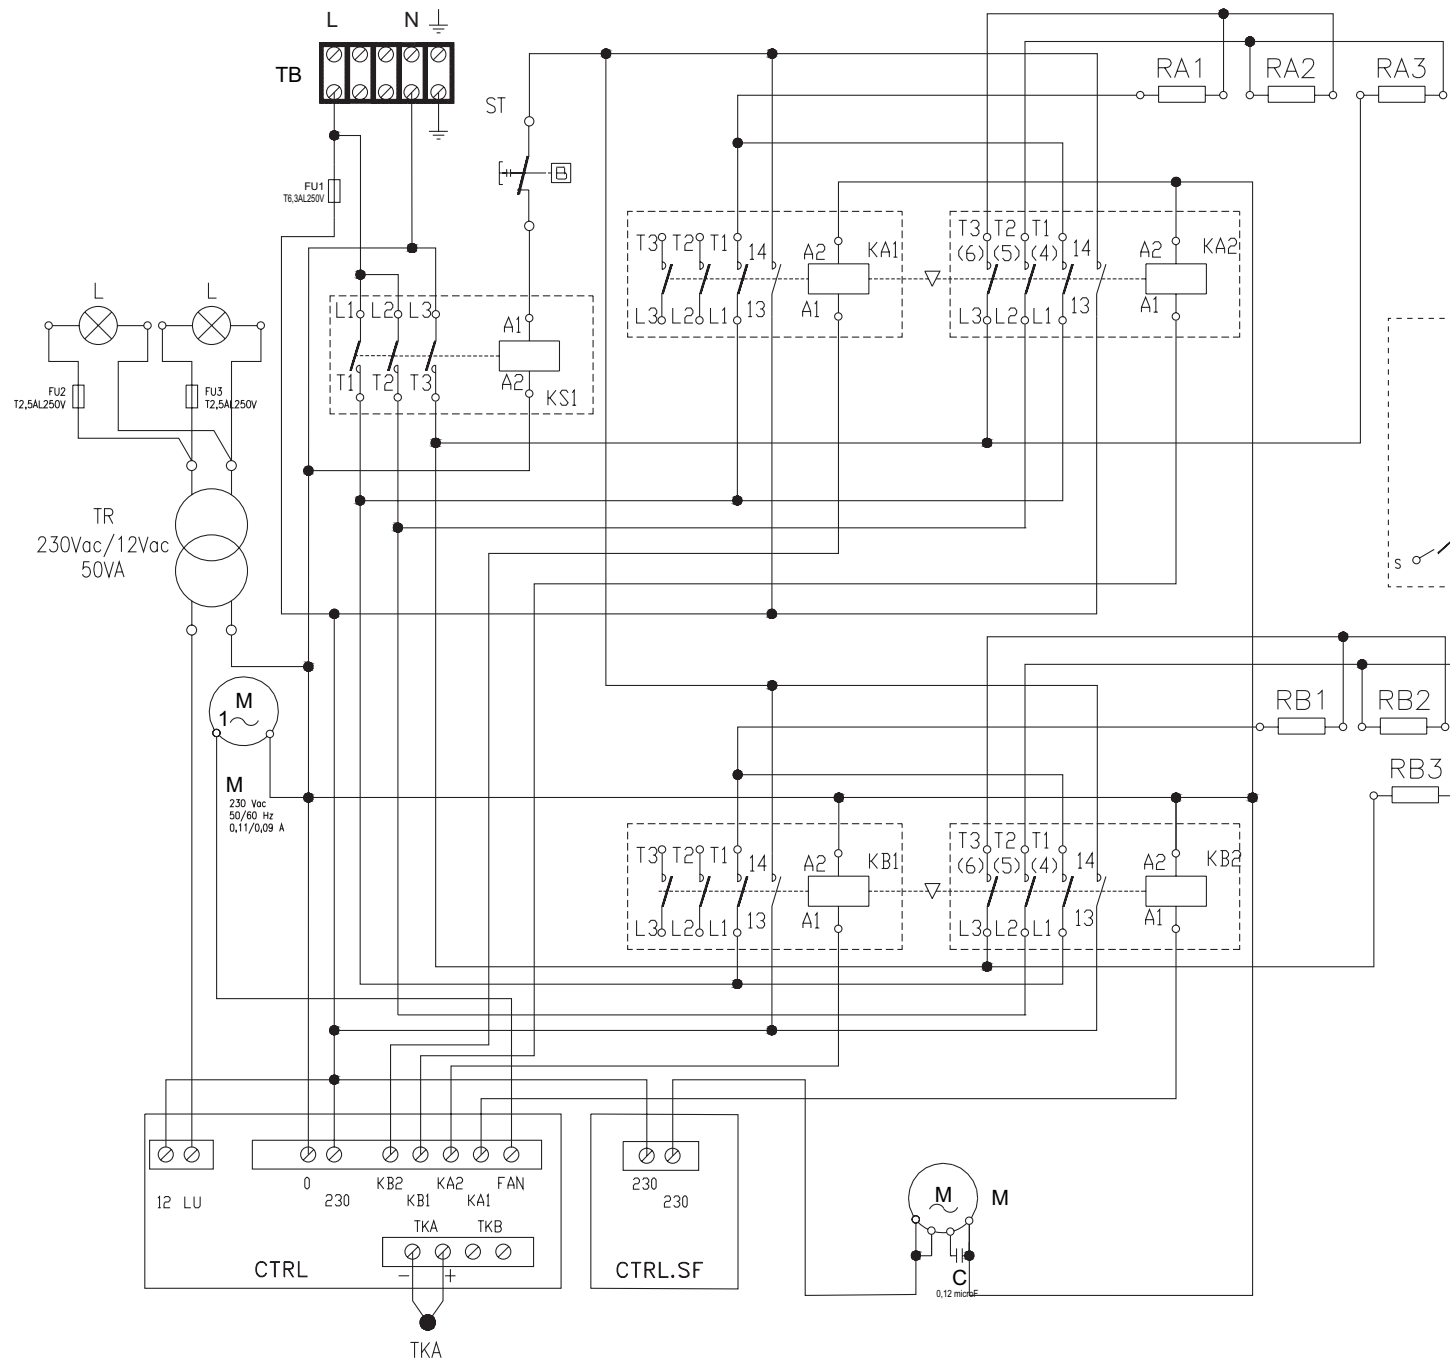 L N
TB
ST
B
RA1 RA2 RA3
FU1
T6,3AL250V
T3 T2 T1 14 A2 KA1
L3 L2 L1 13 A1
T3 T2 T1 14 A2 KA2
(6) (5) (4)
L3 L2 L1 13 A1
L L
L1 L2 L3 A1
T1 T2 T3 A2 KS1
FU2
T2,5AL250V
FU3
T2,5AL250V
TR
230Vac/12Vac
50VA
S
M
1
M
230 Vac
50/60 Hz
0,11/0,09 A
RB1 RB2
RB3
T3 T2 T1 14 A2 KB1
L3 L2 L1 13 A1
T3 T2 T1 14 A2 KB2
(6) (5) (4)
L3 L2 L1 13 A1
12 LU
0 230 KB2 KB1 KA2 KA1 FAN
TKA TKB
- +
CTRL
TKA
230 230
CTRL.SF
M M
C
0,12 microF